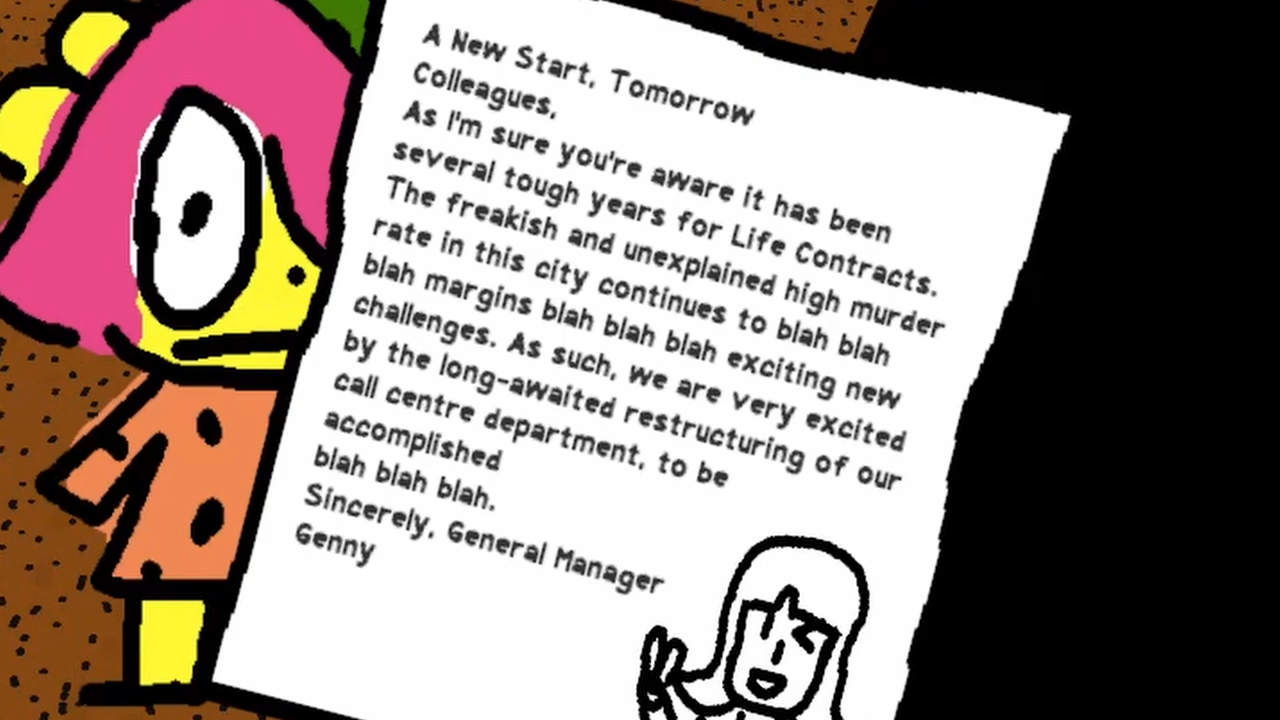 A New Start, Tomorrow
Colleagues,
As I'm sure you're aware it has been
several tough years for Life Contracts.
The freakish and unexplained high murder
rate in this city continues to blah blah
blah margins blah blah blah exciting new
challenges. As such, we are very excited
by the long-awaited restructuring of our
call centre department, to be
accomplished
blah blah blah.
Sincerely, General Manager
Genny